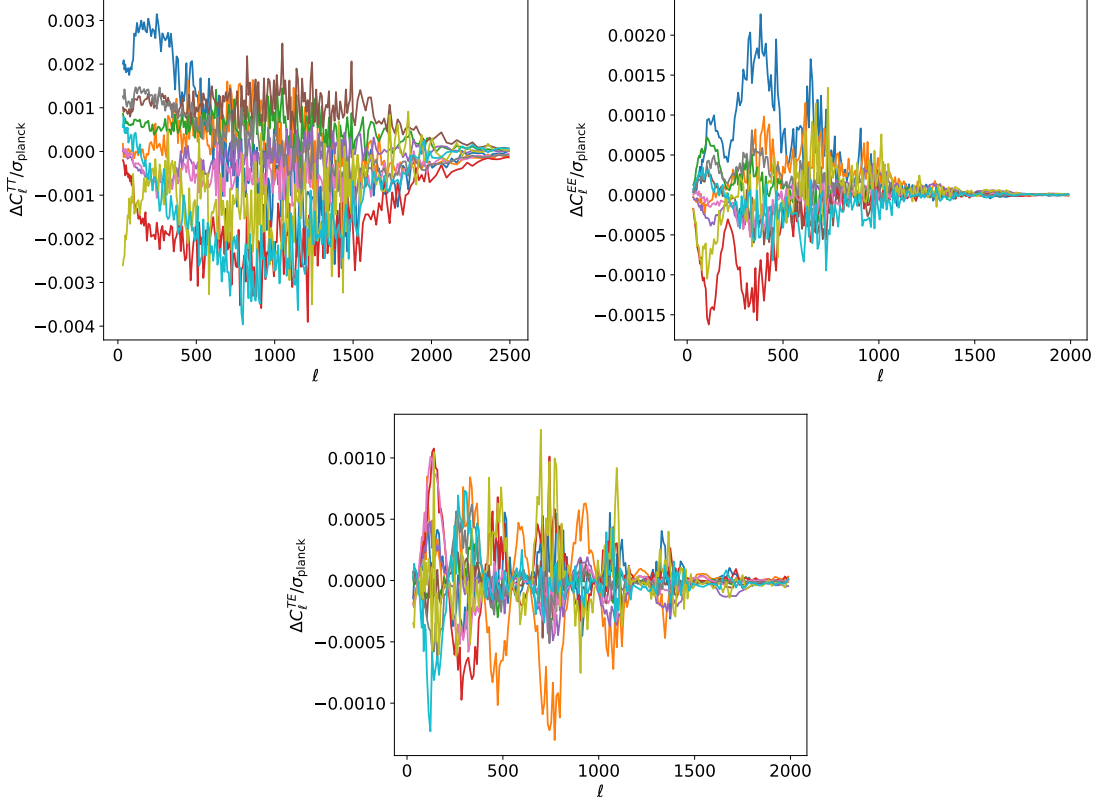 0.003
0.002
0.001
0.000
−0.001
−0.002
−0.003
−0.004
ΔC_ℓ^{TT}/σ_planck
0 500 1000 1500 2000 2500
ℓ
0.0020
0.0015
0.0010
0.0005
0.0000
−0.0005
−0.0010
−0.0015
ΔC_ℓ^{EE}/σ_planck
0 500 1000 1500 2000
ℓ
0.0010
0.0005
0.0000
−0.0005
−0.0010
ΔC_ℓ^{TE}/σ_planck
0 500 1000 1500 2000
ℓ